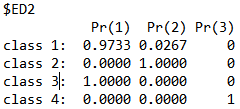 $ED2
Pr(1) Pr(2) Pr(3)
class 1: 0.9733 0.0267 0
class 2: 0.0000 1.0000 0
class 3: 1.0000 0.0000 0
class 4: 0.0000 0.0000 1